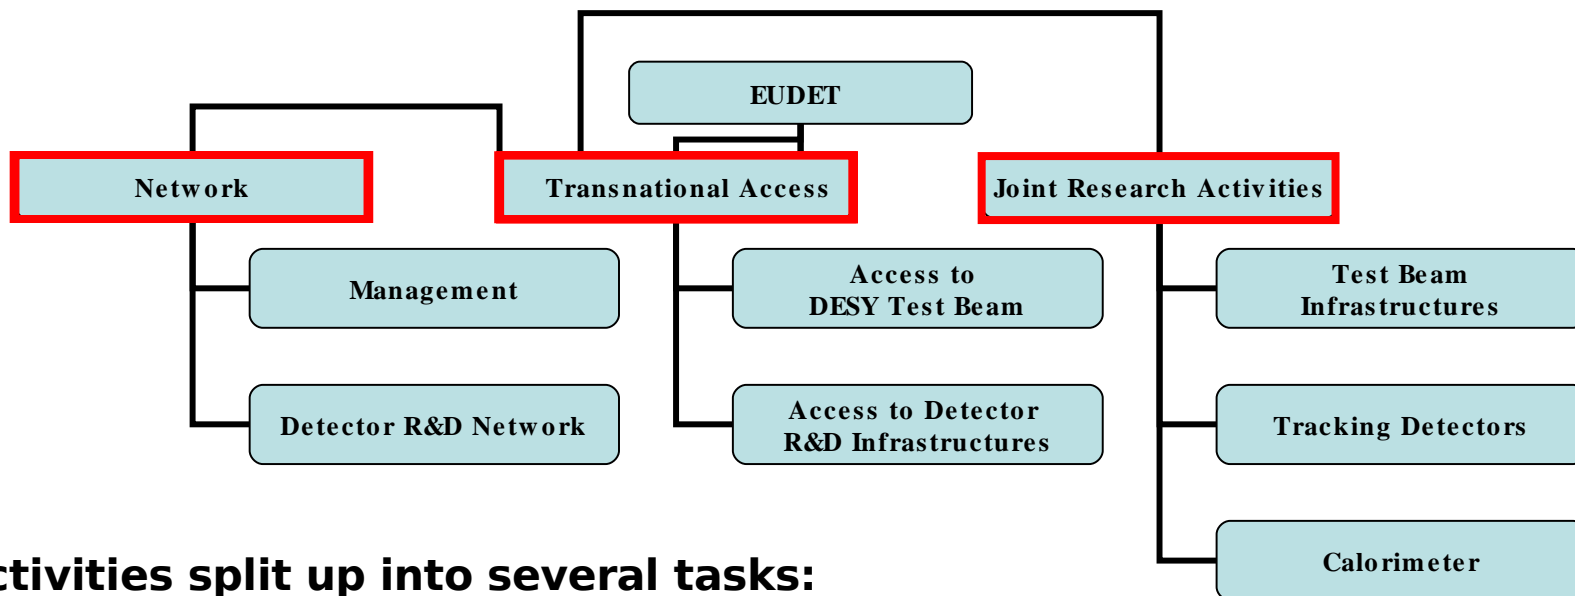 EUDET
Network
Transnational Access
Joint Research Activities
Management
Access to
DESY Test Beam
Test Beam
Infrastructures
Detector R&D Network
Access to Detector
R&D Infrastructures
Tracking Detectors
Calorimeter
ctivities split up into several tasks: